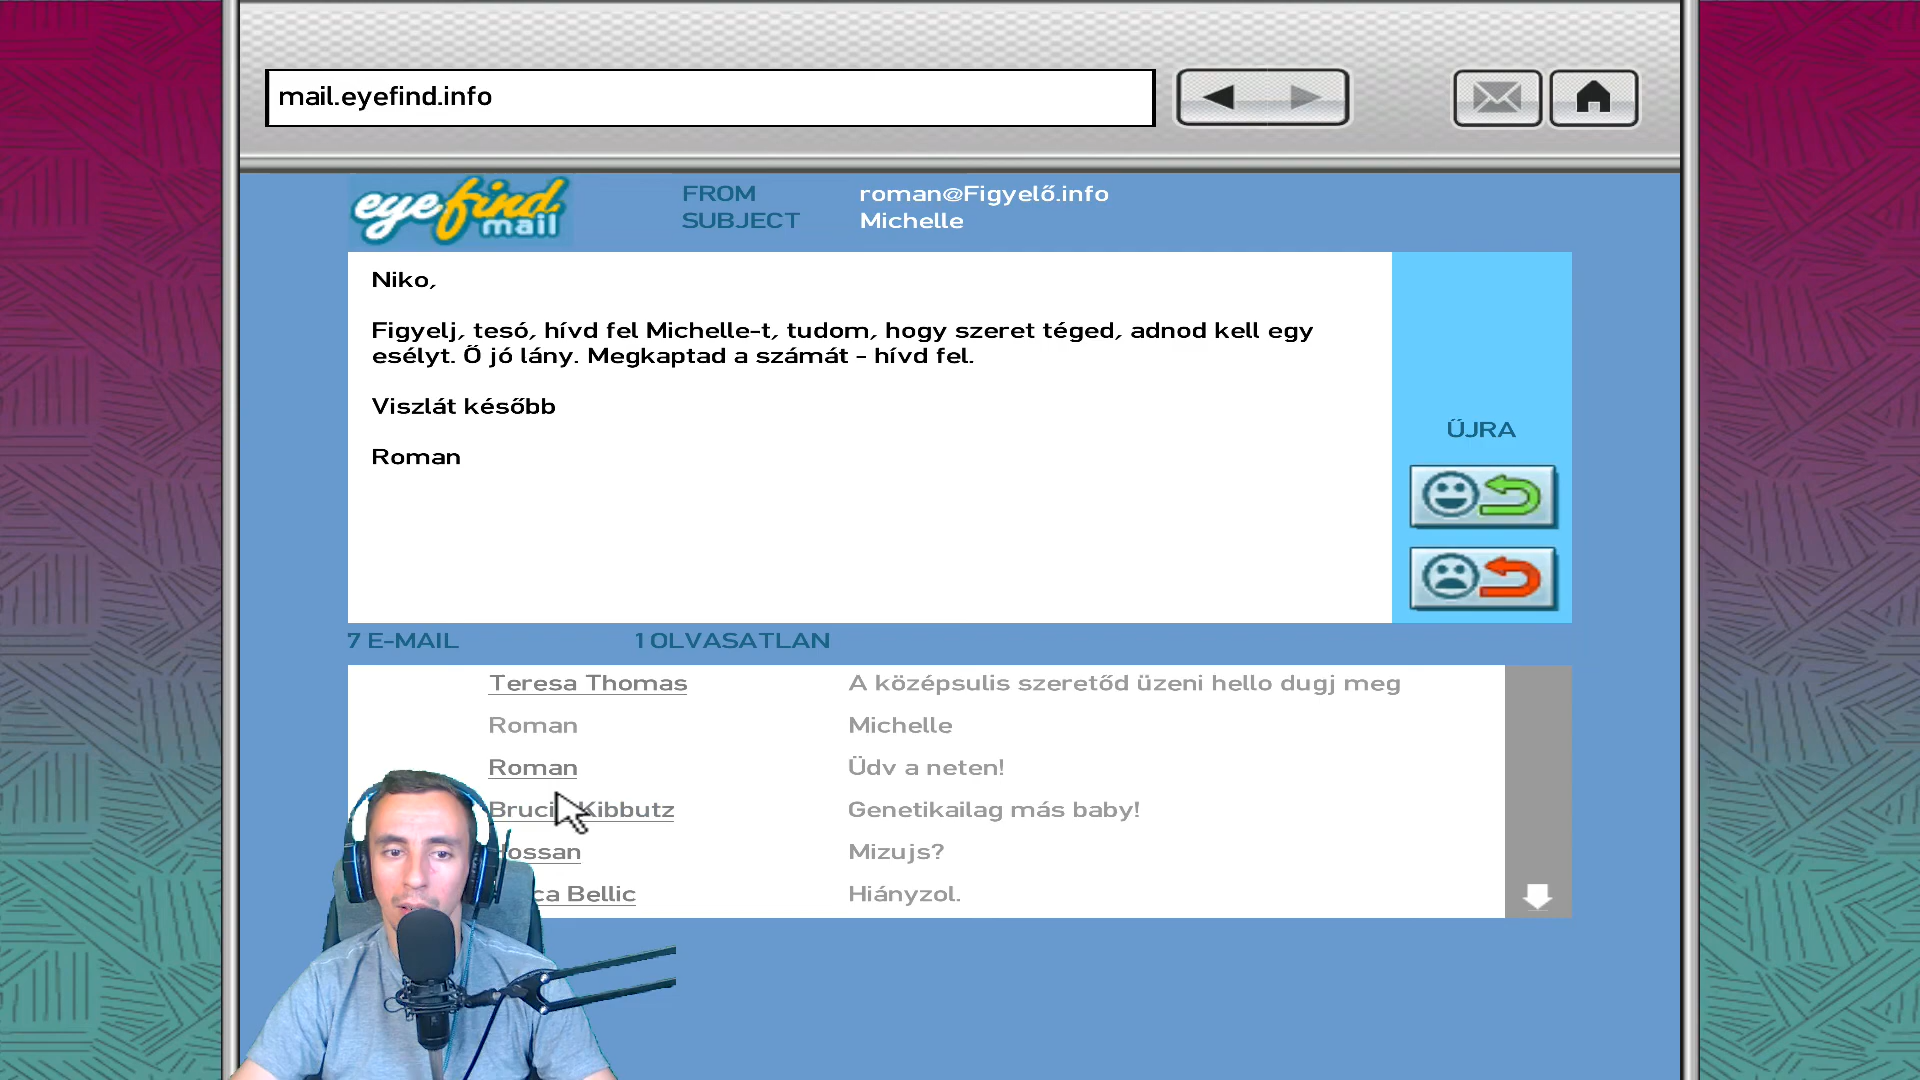 mail.eyefind.info
eyefind mail
FROM roman@Figyelő.info
SUBJECT Michelle
Niko,
Figyelj, tesó, hívd fel Michelle-t, tudom, hogy szeret téged, adnod kell egy
esélyt. Ő jó lány. Megkaptad a számát - hívd fel.
Viszlát később
Roman
ŰJRA
7 E-MAIL 1 OLVASATLAN
Teresa Thomas A középsulis szeretőd üzeni hello dugj meg
Roman Michelle
Roman Üdv a neten!
Kibbutz Genetikailag más baby!
Mizujs?
Bellic Hiányzol.